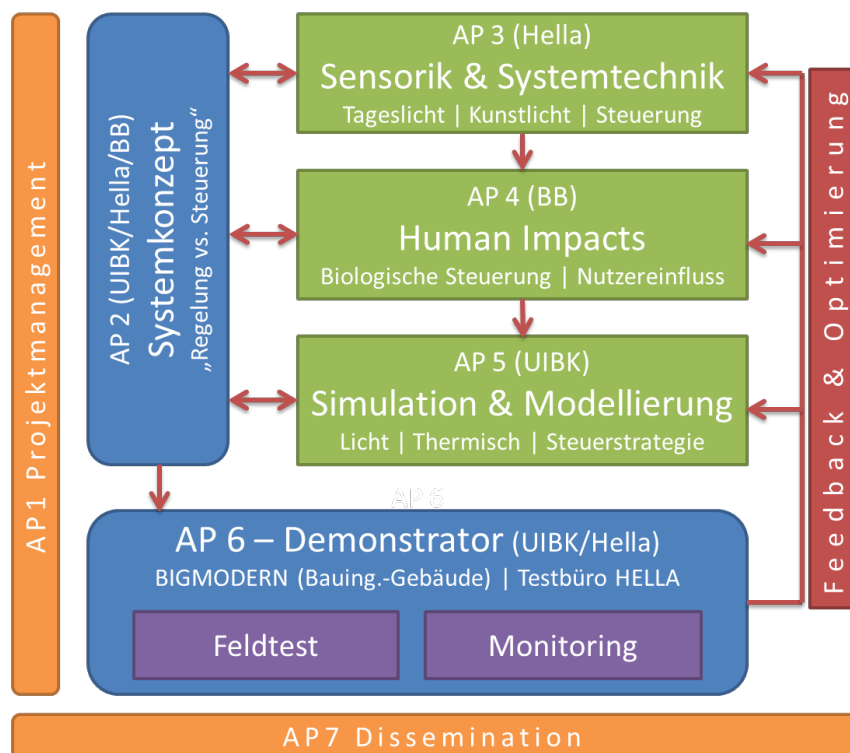 AP1 Projektmanagement
AP 2 (UIBK/Hella/BB)
Systemkonzept
„Regelung vs. Steuerung“
AP 3 (Hella)
Sensorik & Systemtechnik
Tageslicht | Kunstlicht | Steuerung
AP 4 (BB)
Human Impacts
Biologische Steuerung | Nutzereinfluss
AP 5 (UIBK)
Simulation & Modellierung
Licht | Thermisch | Steuerstrategie
Feedback & Optimierung
AP 6
AP 6 – Demonstrator (UIBK/Hella)
BIGMODERN (Bauing.-Gebäude) | Testbüro HELLA
Feldtest
Monitoring
AP7 Dissemination